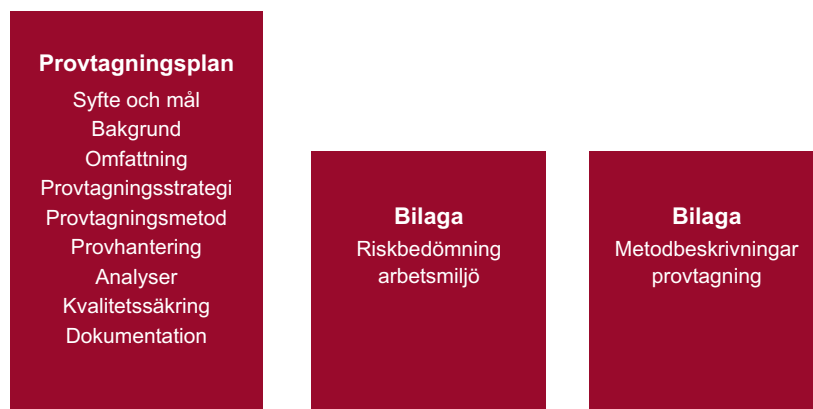 Provtagningsplan
Syfte och mål
Bakgrund
Omfattning
Provtagningsstrategi
Provtagningsmetod
Provhantering
Analyser
Kvalitetssäkring
Dokumentation
Bilaga
Riskbedömning
arbetsmiljö
Bilaga
Metodbeskrivningar
provtagning